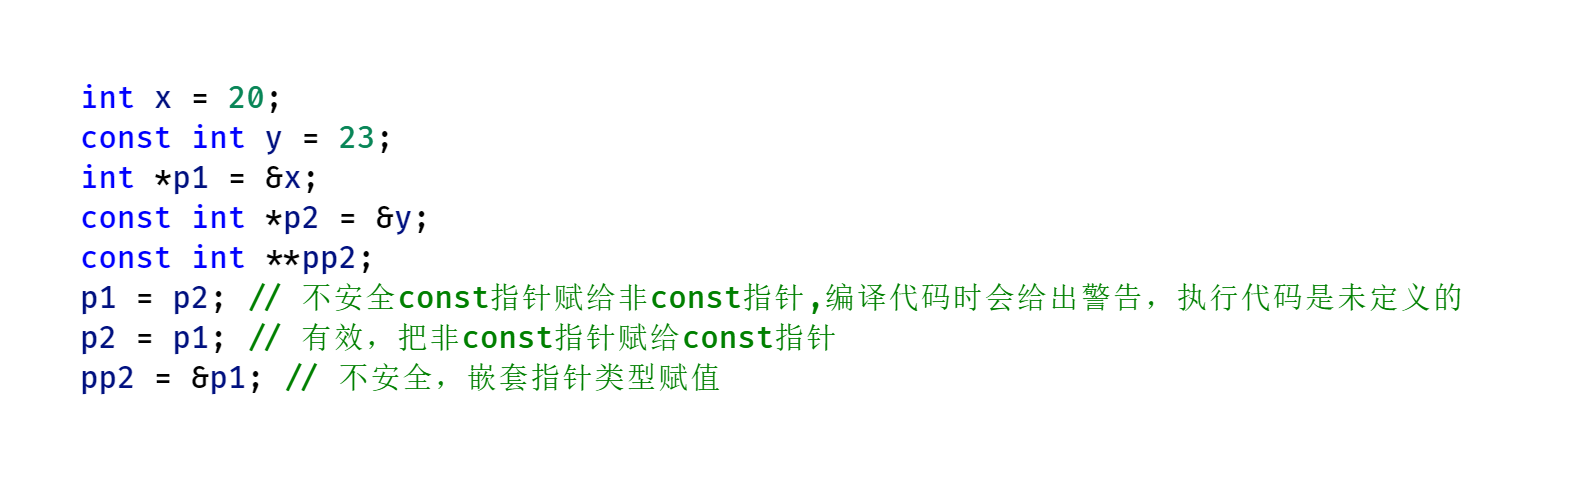 int x = 20;
const int y = 23;
int *p1 = &x;
const int *p2 = &y;
const int **pp2;
p1 = p2; // 不安全const指针赋给非const指针,编译代码时会给出警告，执行代码是未定义的
p2 = p1; // 有效，把非const指针赋给const指针
pp2 = &p1; // 不安全，嵌套指针类型赋值